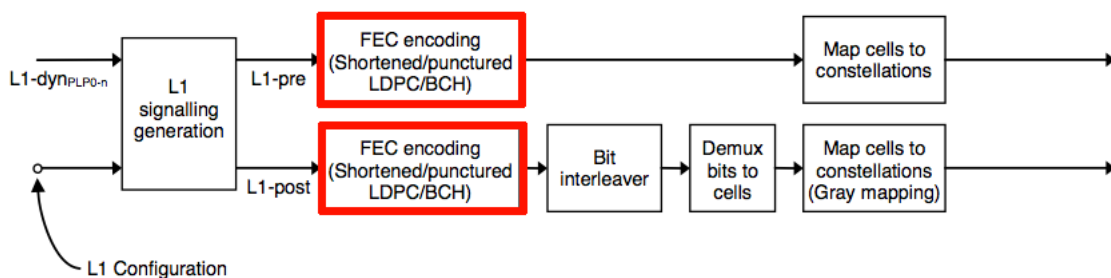 L1-dynPLP0-n
L1
signalling
generation
L1-pre
FEC encoding
(Shortened/punctured
LDPC/BCH)
Map cells to
constellations
L1-post
FEC encoding
(Shortened/punctured
LDPC/BCH)
Bit
interleaver
Demux
bits to
cells
Map cells to
constellations
(Gray mapping)
L1 Configuration